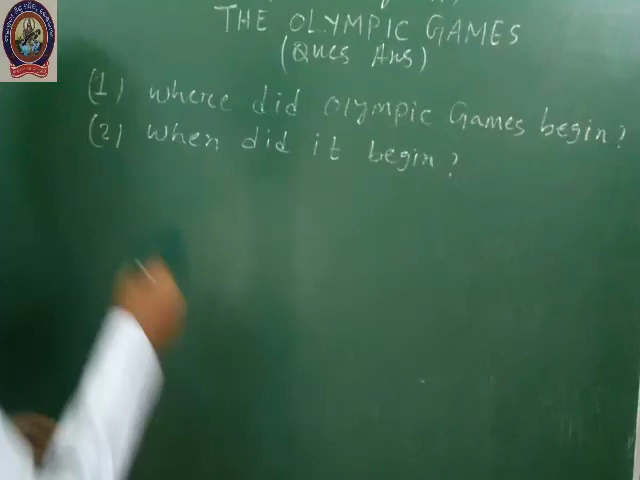 THE OLYMPIC GAMES
(Ques Ans)
(1) where did Olympic Games begin?
(2) When did it begin?